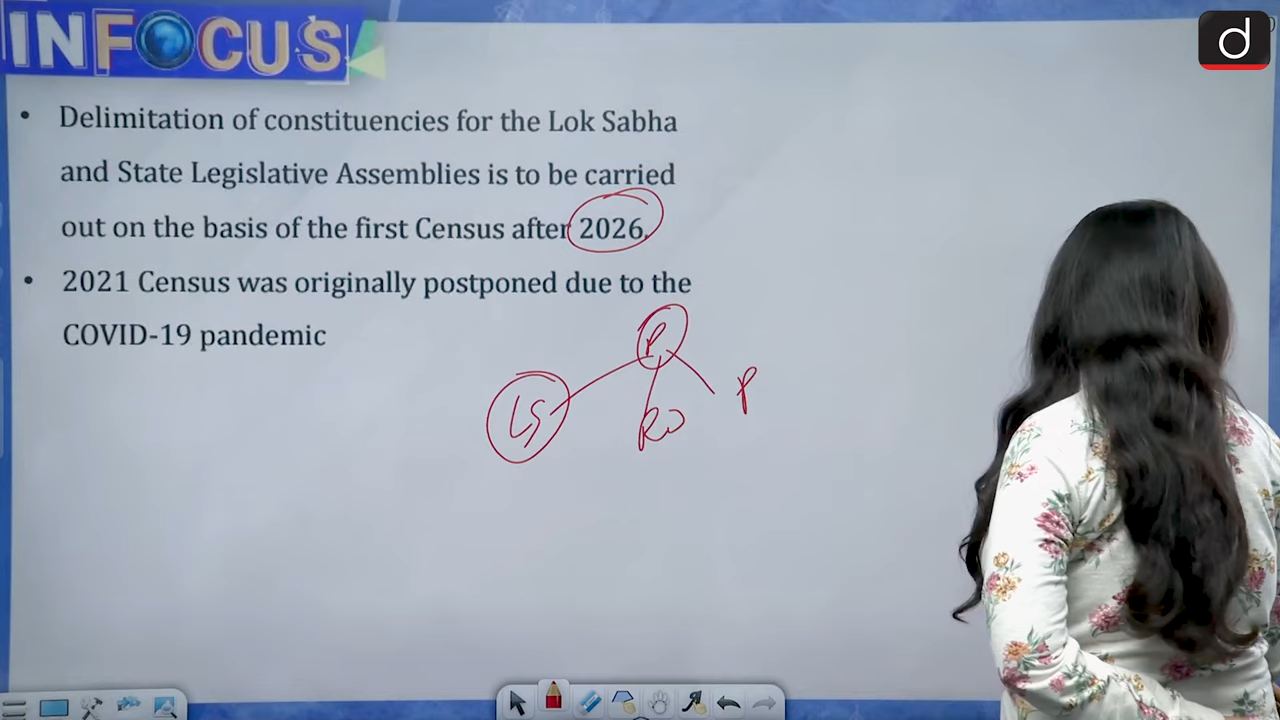 INFOCUS
d
• Delimitation of constituencies for the Lok Sabha
and State Legislative Assemblies is to be carried
out on the basis of the first Census after 2026.
• 2021 Census was originally postponed due to the
COVID-19 pandemic
P
LS
P